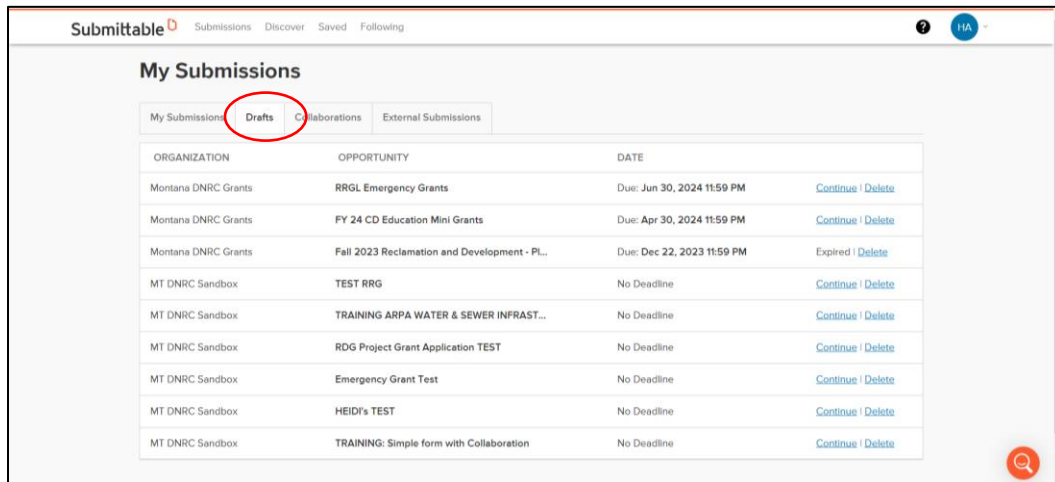 Submittable Submissions Discover Saved Following ? HA
My Submissions
My Submissions Drafts Collaborations External Submissions
ORGANIZATION OPPORTUNITY DATE
Montana DNRC Grants RRGL Emergency Grants Due: Jun 30, 2024 11:59 PM Continue | Delete
Montana DNRC Grants FY 24 CD Education Mini Grants Due: Apr 30, 2024 11:59 PM Continue | Delete
Montana DNRC Grants Fall 2023 Reclamation and Development - Pl... Due: Dec 22, 2023 11:59 PM Expired | Delete
MT DNRC Sandbox TEST RRG No Deadline Continue | Delete
MT DNRC Sandbox TRAINING ARPA WATER & SEWER INFRAST... No Deadline Continue | Delete
MT DNRC Sandbox RDG Project Grant Application TEST No Deadline Continue | Delete
MT DNRC Sandbox Emergency Grant Test No Deadline Continue | Delete
MT DNRC Sandbox HEIDI's TEST No Deadline Continue | Delete
MT DNRC Sandbox TRAINING: Simple form with Collaboration No Deadline Continue | Delete